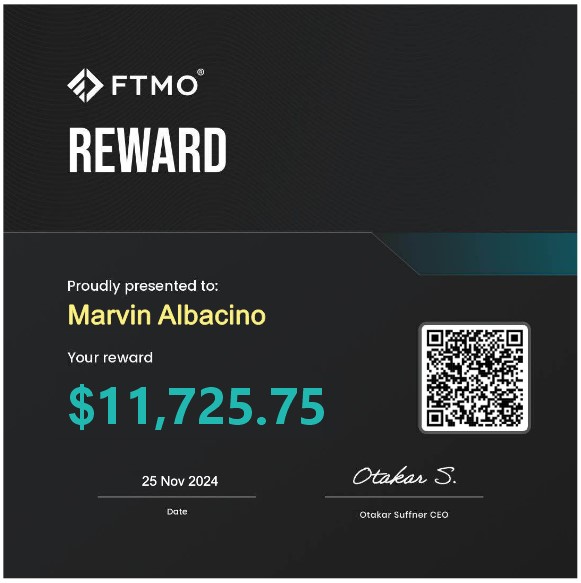 FTMO®
REWARD
Proudly presented to:
Marvin Albacino
Your reward
$11,725.75
25 Nov 2024
Date
Otakar S.
Otakar Suffner CEO